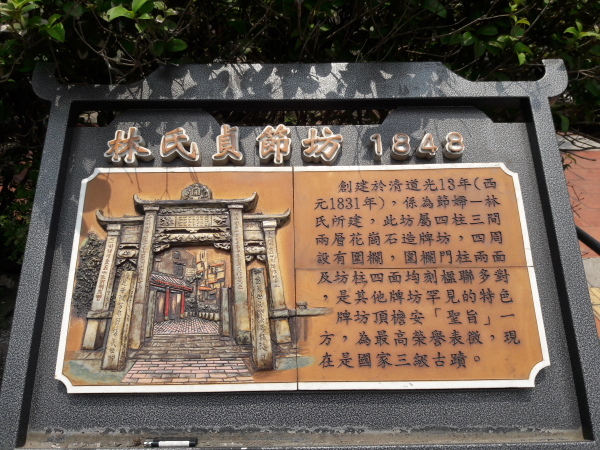 林氏貞節坊 1848
創建於清道光13年(西
元1831年),係為節婦一林
氏所建,此坊屬四柱三間
兩層花崗石造牌坊,四周
設有圍欄,圍欄門柱兩面
及坊柱四面均刻楹聯多對
,是其他牌坊罕見的特色
牌坊頂檐安「聖旨」一
方,為最高榮譽表徵,現
在是國家三級古蹟。